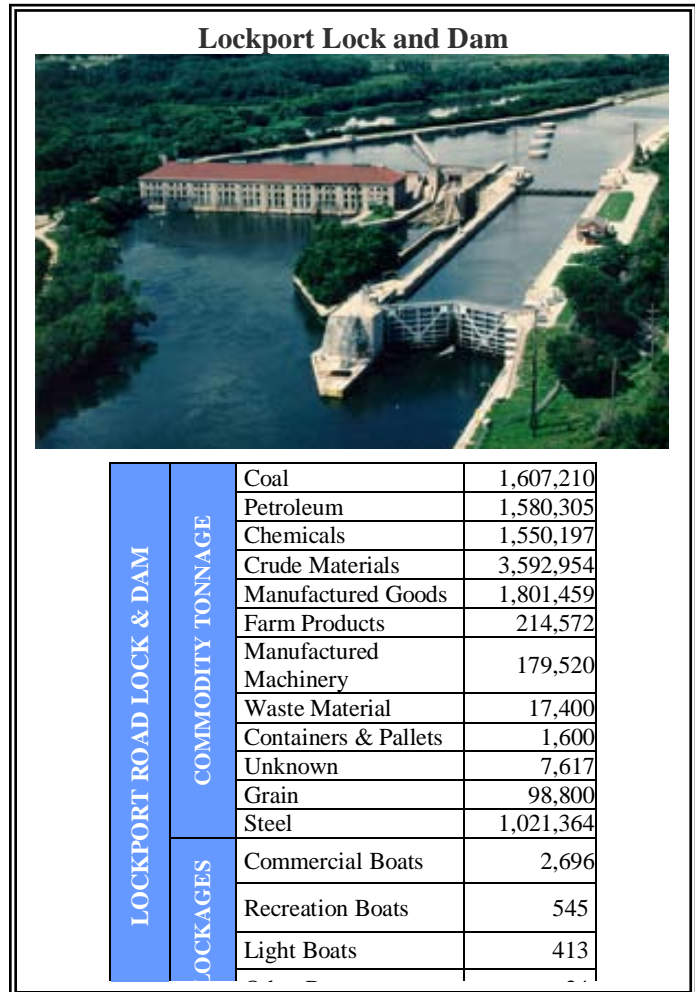 Lockport Lock and Dam
LOCKPORT ROAD LOCK & DAM
COMMODITY TONNAGE
Coal 1,607,210
Petroleum 1,580,305
Chemicals 1,550,197
Crude Materials 3,592,954
Manufactured Goods 1,801,459
Farm Products 214,572
Manufactured
Machinery 179,520
Waste Material 17,400
Containers & Pallets 1,600
Unknown 7,617
Grain 98,800
Steel 1,021,364
LOCKAGES
Commercial Boats 2,696
Recreation Boats 545
Light Boats 413